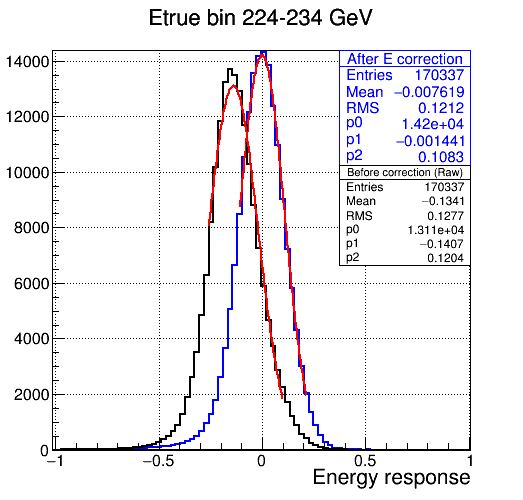 Etrue bin 224-234 GeV
After E correction
Entries 170337
Mean −0.007619
RMS 0.1212
p0 1.42e+04
p1 −0.001441
p2 0.1083
Before correction (Raw)
Entries 170337
Mean −0.1341
RMS 0.1277
p0 1.311e+04
p1 −0.1407
p2 0.1204
14000
12000
10000
8000
6000
4000
2000
0
−1 −0.5 0 0.5 1
Energy response